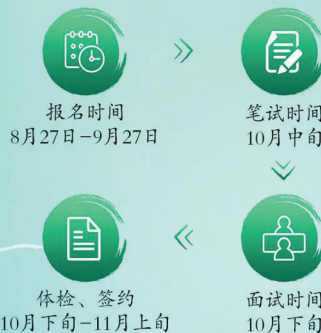 报名时间
8月27日-9月27日
笔试时间
10月中旬
体检、签约
10月下旬-11月上旬
面试时间
10月下旬